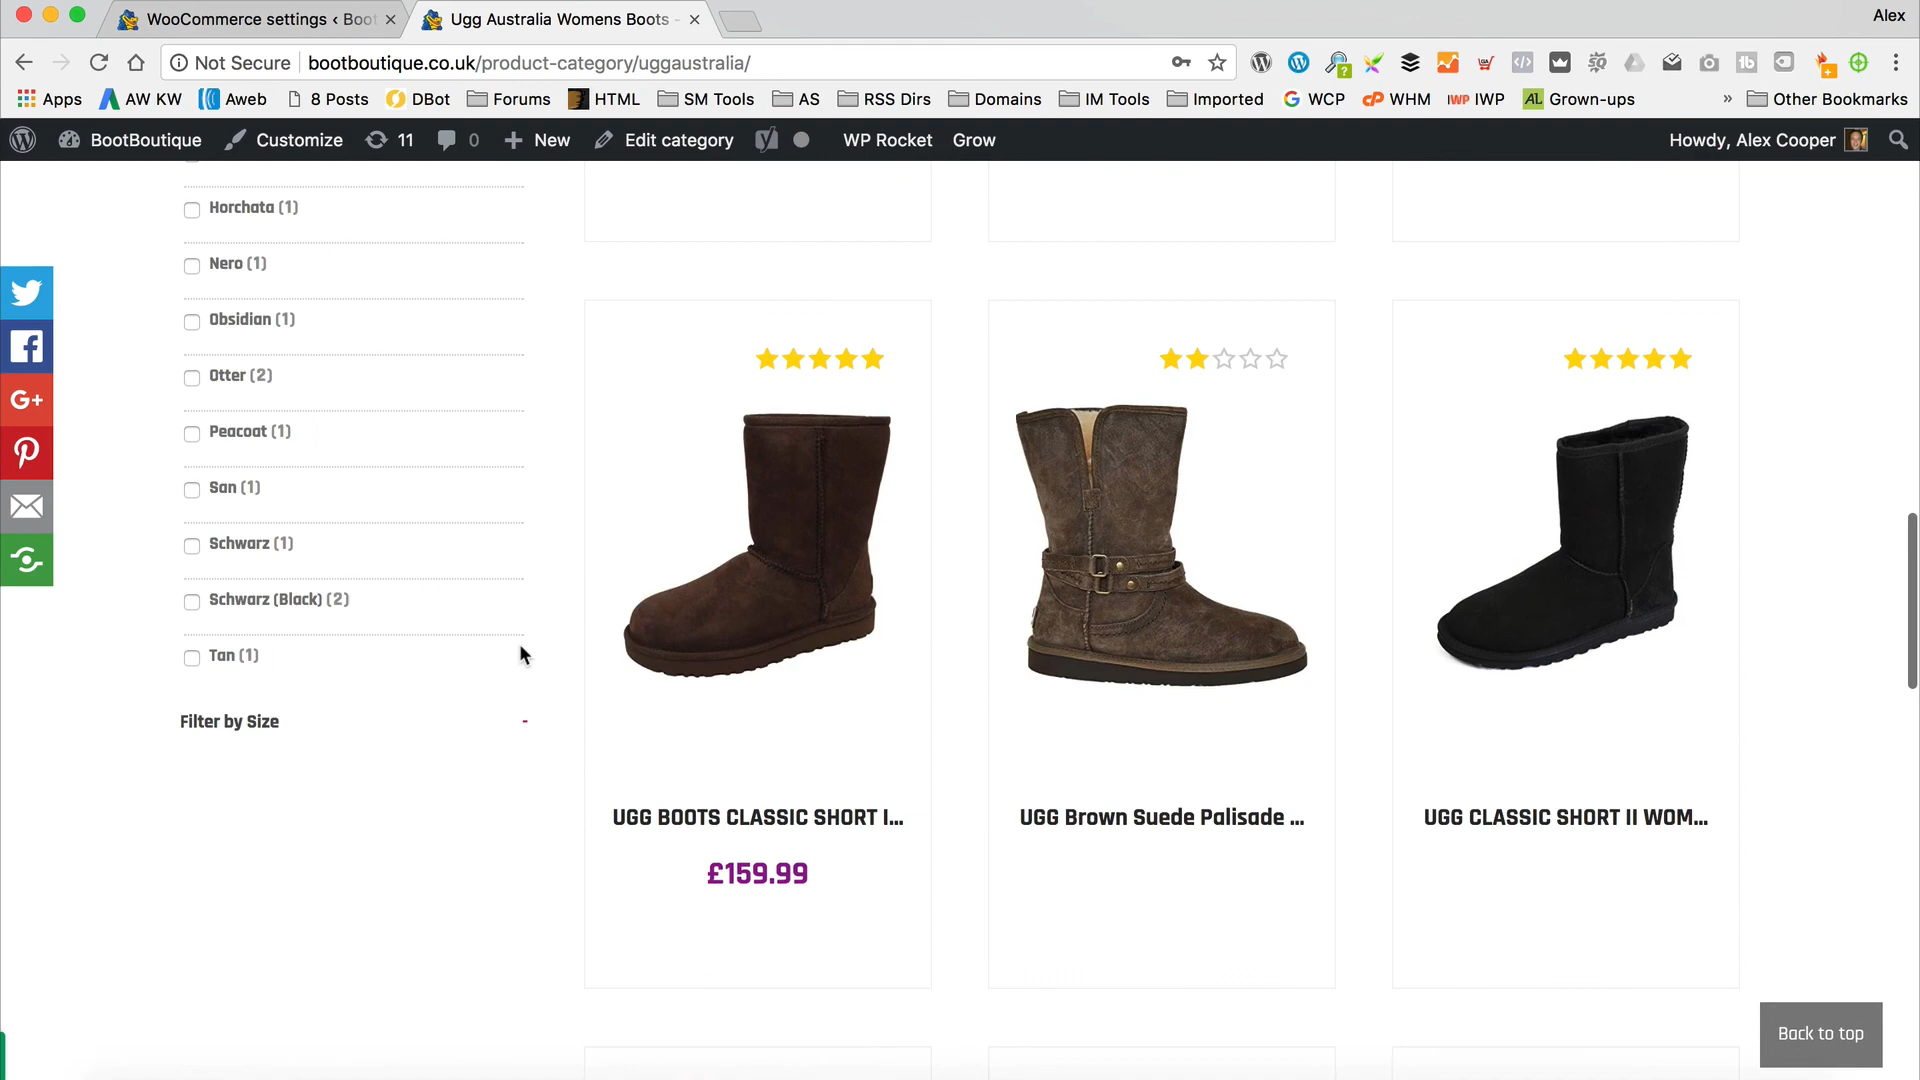 WooCommerce settings ‹ Boot
Ugg Australia Womens Boots -
Alex
Not Secure
bootboutique.co.uk/product-category/uggaustralia/
Apps
AW KW
Aweb
8 Posts
DBot
Forums
HTML
SM Tools
AS
RSS Dirs
Domains
IM Tools
Imported
WCP
WHM
IWP IWP
AL Grown-ups
»
Other Bookmarks
BootBoutique
Customize
11
0
New
Edit category
WP Rocket
Grow
Howdy, Alex Cooper
Horchata (1)
Nero (1)
Obsidian (1)
Otter (2)
Peacoat (1)
San (1)
Schwarz (1)
Schwarz (Black) (2)
Tan (1)
Filter by Size
-
G+
UGG BOOTS CLASSIC SHORT I...
£159.99
UGG Brown Suede Palisade ...
UGG CLASSIC SHORT II WOM...
Back to top